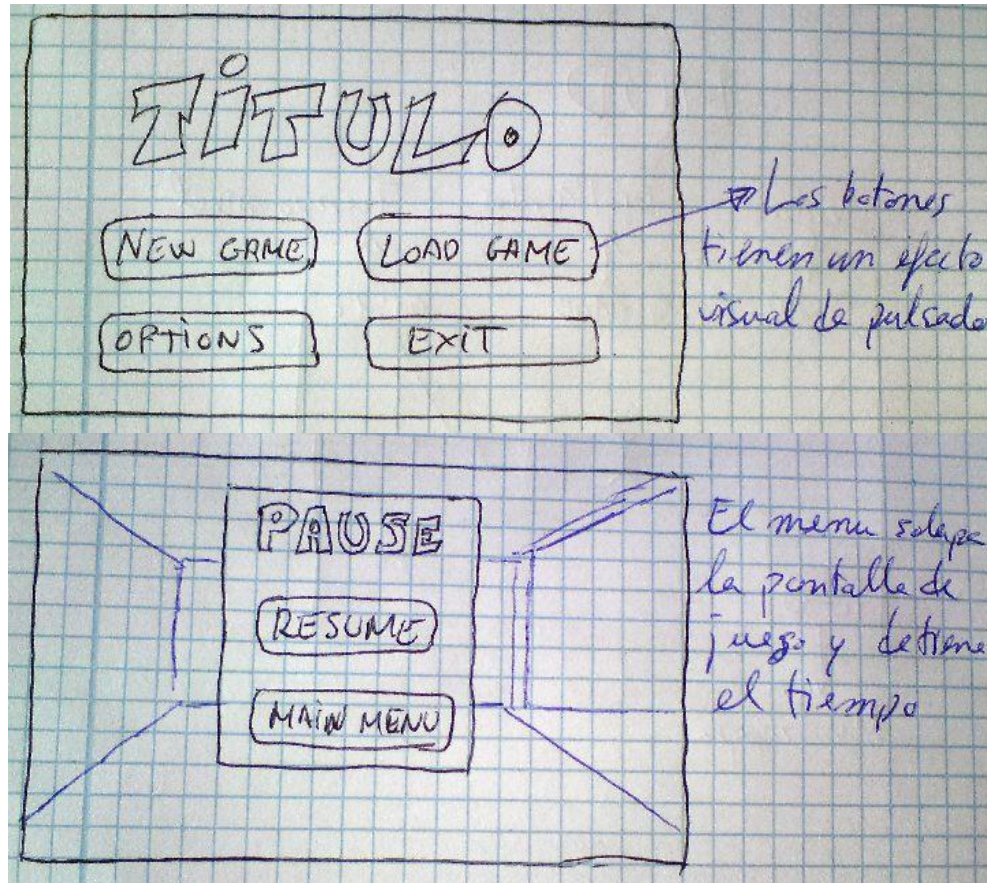 TiTULO
NEW GAME
LOAD GAME
OPTIONS
EXIT
Los botones
tienen un efecto
visual de pulsado
PAUSE
RESUME
MAIN MENU
El menu solapa
la pantalla de
juego y detiene
el tiempo